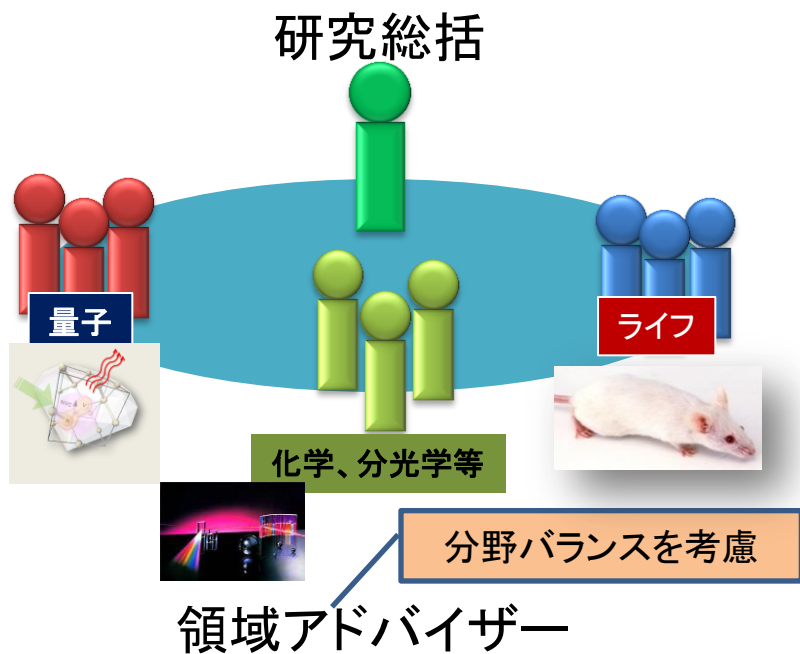 研究総括
量子
ライフ
化学、分光学等
分野バランスを考慮
領域アドバイザー